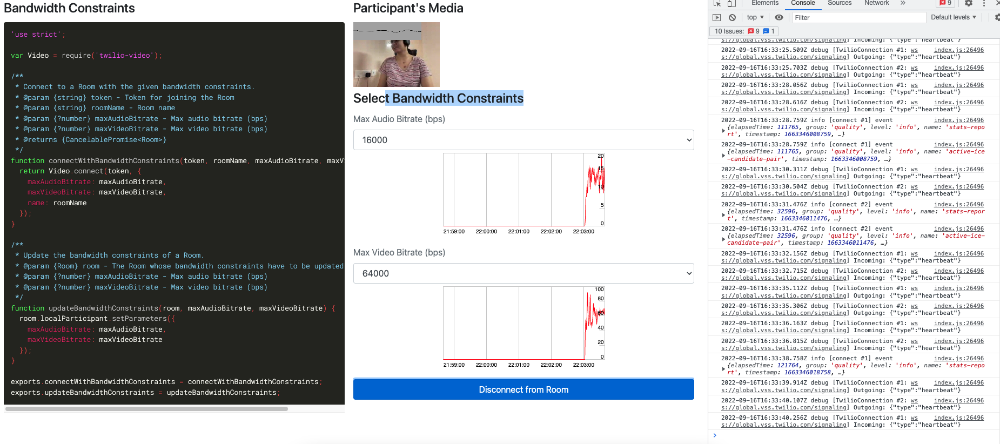 Bandwidth Constraints
'use strict';
var Video = require('twilio-video');
/**
* Connect to a Room with the given bandwidth constraints.
* @param {string} token - Token for joining the Room
* @param {string} roomName - Room name
* @param {?number} maxAudioBitrate - Max audio bitrate (bps)
* @param {?number} maxVideoBitrate - Max video bitrate (bps)
* @returns {CancelablePromise<Room>}
*/
function connectWithBandwidthConstraints(token, roomName, maxAudioBitrate, maxV
return Video.connect(token, {
maxAudioBitrate: maxAudioBitrate,
maxVideoBitrate: maxVideoBitrate,
name: roomName
});
}
/**
* Update the bandwidth constraints of a Room.
* @param {Room} room - The Room whose bandwidth constraints have to be updated
* @param {?number} maxAudioBitrate - Max audio bitrate (bps)
* @param {?number} maxVideoBitrate - Max video bitrate (bps)
*/
function updateBandwidthConstraints(room, maxAudioBitrate, maxVideoBitrate) {
room.localParticipant.setParameters({
maxAudioBitrate: maxAudioBitrate,
maxVideoBitrate: maxVideoBitrate
});
}
exports.connectWithBandwidthConstraints = connectWithBandwidthConstraints;
exports.updateBandwidthConstraints = updateBandwidthConstraints;
Participant's Media
Select Bandwidth Constraints
Max Audio Bitrate (bps)
16000
20
15
10
5
0
21:59:00 22:00:00 22:01:00 22:02:00 22:03:00
Max Video Bitrate (bps)
64000
100
80
60
40
20
0
21:59:00 22:00:00 22:01:00 22:02:00 22:03:00
Disconnect from Room
Elements Console Sources Network » 9
top ▼ Filter Default levels ▼
10 Issues: 9 1
s://global.vss.twilio.com/signaling] Incoming: {"type":"heartbeat"}
2022-09-16T16:33:25.509Z debug [TwilioConnection #1: ws index.js:26496
s://global.vss.twilio.com/signaling] Outgoing: {"type":"heartbeat"}
2022-09-16T16:33:25.703Z debug [TwilioConnection #2: ws index.js:26496
s://global.vss.twilio.com/signaling] Outgoing: {"type":"heartbeat"}
2022-09-16T16:33:28.056Z debug [TwilioConnection #1: ws index.js:26496
s://global.vss.twilio.com/signaling] Incoming: {"type":"heartbeat"}
2022-09-16T16:33:28.616Z debug [TwilioConnection #2: ws index.js:26496
s://global.vss.twilio.com/signaling] Incoming: {"type":"heartbeat"}
2022-09-16T16:33:28.759Z info [connect #1] event index.js:26496
{elapsedTime: 111765, group: 'quality', level: 'info', name: 'stats-repo
rt', timestamp: 1663346008759, …}
2022-09-16T16:33:28.759Z info [connect #1] event index.js:26496
{elapsedTime: 111765, group: 'quality', level: 'info', name: 'active-ice
-candidate-pair', timestamp: 1663346008759, …}
2022-09-16T16:33:30.311Z debug [TwilioConnection #1: ws index.js:26496
s://global.vss.twilio.com/signaling] Outgoing: {"type":"heartbeat"}
2022-09-16T16:33:30.504Z debug [TwilioConnection #2: ws index.js:26496
s://global.vss.twilio.com/signaling] Outgoing: {"type":"heartbeat"}
2022-09-16T16:33:31.476Z info [connect #2] event index.js:26496
{elapsedTime: 32596, group: 'quality', level: 'info', name: 'stats-repor
t', timestamp: 1663346011476, …}
2022-09-16T16:33:31.476Z info [connect #2] event index.js:26496
{elapsedTime: 32596, group: 'quality', level: 'info', name: 'active-ice-
candidate-pair', timestamp: 1663346011476, …}
2022-09-16T16:33:32.156Z debug [TwilioConnection #1: ws index.js:26496
s://global.vss.twilio.com/signaling] Incoming: {"type":"heartbeat"}
2022-09-16T16:33:32.715Z debug [TwilioConnection #2: ws index.js:26496
s://global.vss.twilio.com/signaling] Incoming: {"type":"heartbeat"}
2022-09-16T16:33:35.112Z debug [TwilioConnection #1: ws index.js:26496
s://global.vss.twilio.com/signaling] Outgoing: {"type":"heartbeat"}
2022-09-16T16:33:35.306Z debug [TwilioConnection #2: ws index.js:26496
s://global.vss.twilio.com/signaling] Outgoing: {"type":"heartbeat"}
2022-09-16T16:33:36.163Z debug [TwilioConnection #1: ws index.js:26496
s://global.vss.twilio.com/signaling] Incoming: {"type":"heartbeat"}
2022-09-16T16:33:36.815Z debug [TwilioConnection #2: ws index.js:26496
s://global.vss.twilio.com/signaling] Incoming: {"type":"heartbeat"}
2022-09-16T16:33:38.758Z info [connect #1] event index.js:26496
{elapsedTime: 121764, group: 'quality', level: 'info', name: 'stats-repo
rt', timestamp: 1663346018758, …}
2022-09-16T16:33:39.914Z debug [TwilioConnection #1: ws index.js:26496
s://global.vss.twilio.com/signaling] Outgoing: {"type":"heartbeat"}
2022-09-16T16:33:40.107Z debug [TwilioConnection #2: ws index.js:26496
s://global.vss.twilio.com/signaling] Outgoing: {"type":"heartbeat"}
2022-09-16T16:33:40.256Z debug [TwilioConnection #1: ws index.js:26496
s://global.vss.twilio.com/signaling] Incoming: {"type":"heartbeat"}